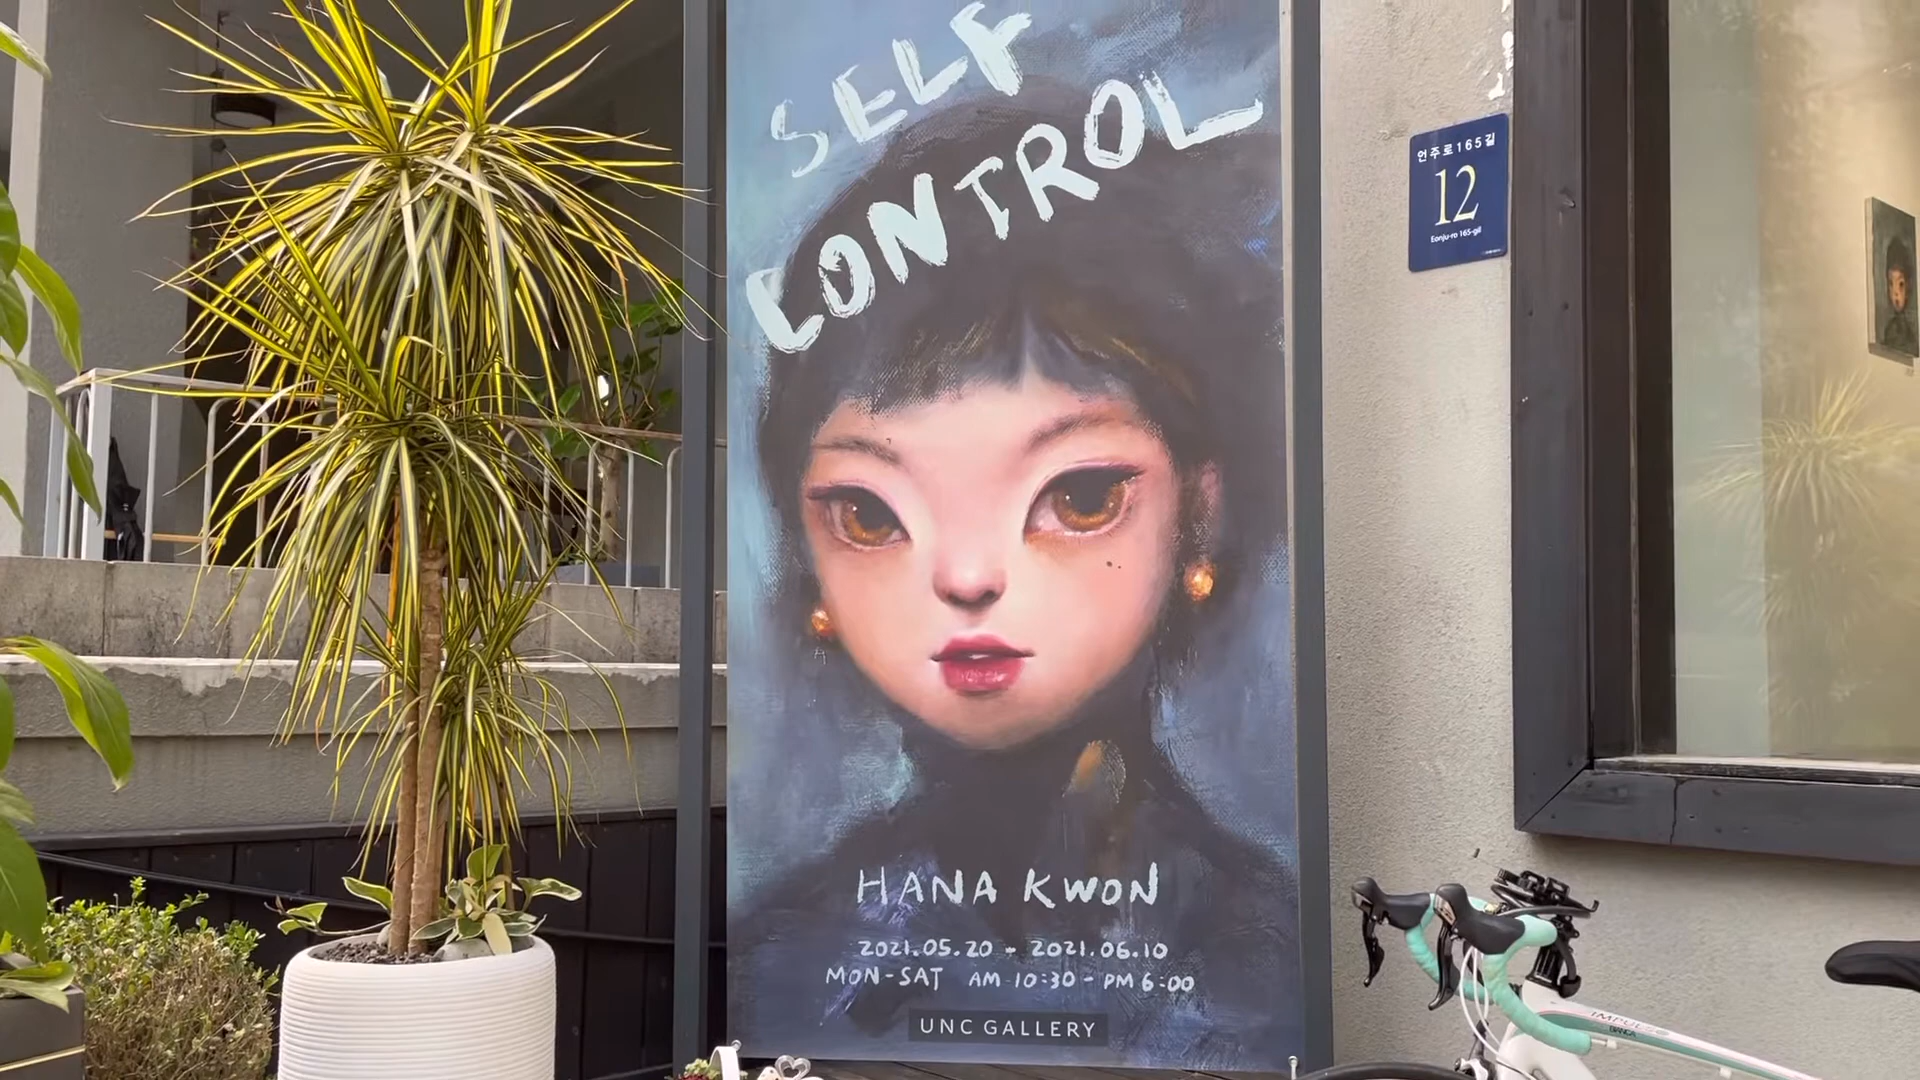 SELF
CONTROL
HANA KWON
2021.05.20 - 2021.06.10
MON-SAT AM 10:30 - PM 6:00
UNC GALLERY
언주로165길
12
Eonju-ro 165-gil
IMPULSO